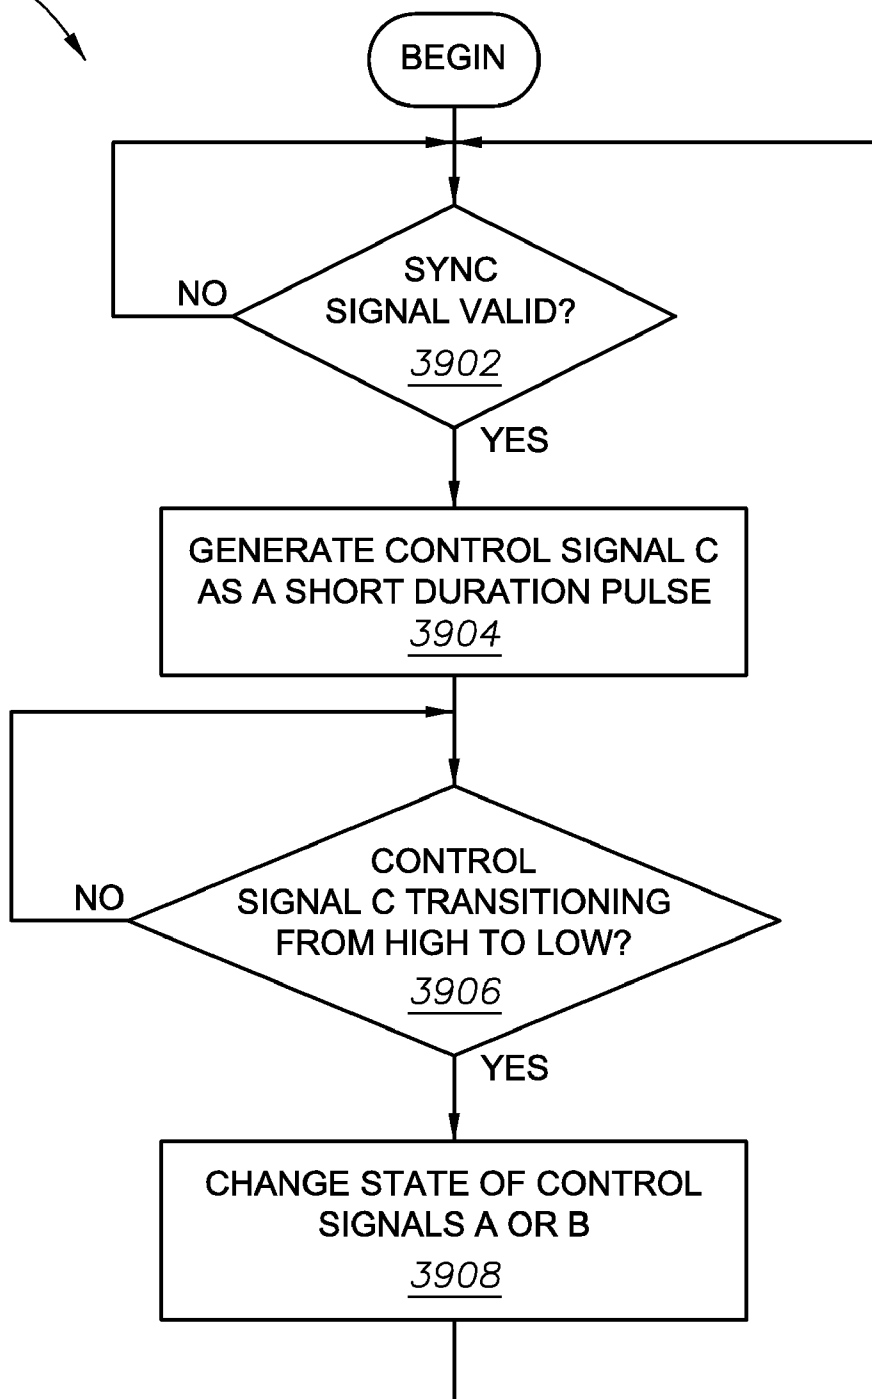 BEGIN
SYNC
SIGNAL VALID?
3902
NO
YES
GENERATE CONTROL SIGNAL C
AS A SHORT DURATION PULSE
3904
CONTROL
SIGNAL C TRANSITIONING
FROM HIGH TO LOW?
3906
NO
YES
CHANGE STATE OF CONTROL
SIGNALS A OR B
3908